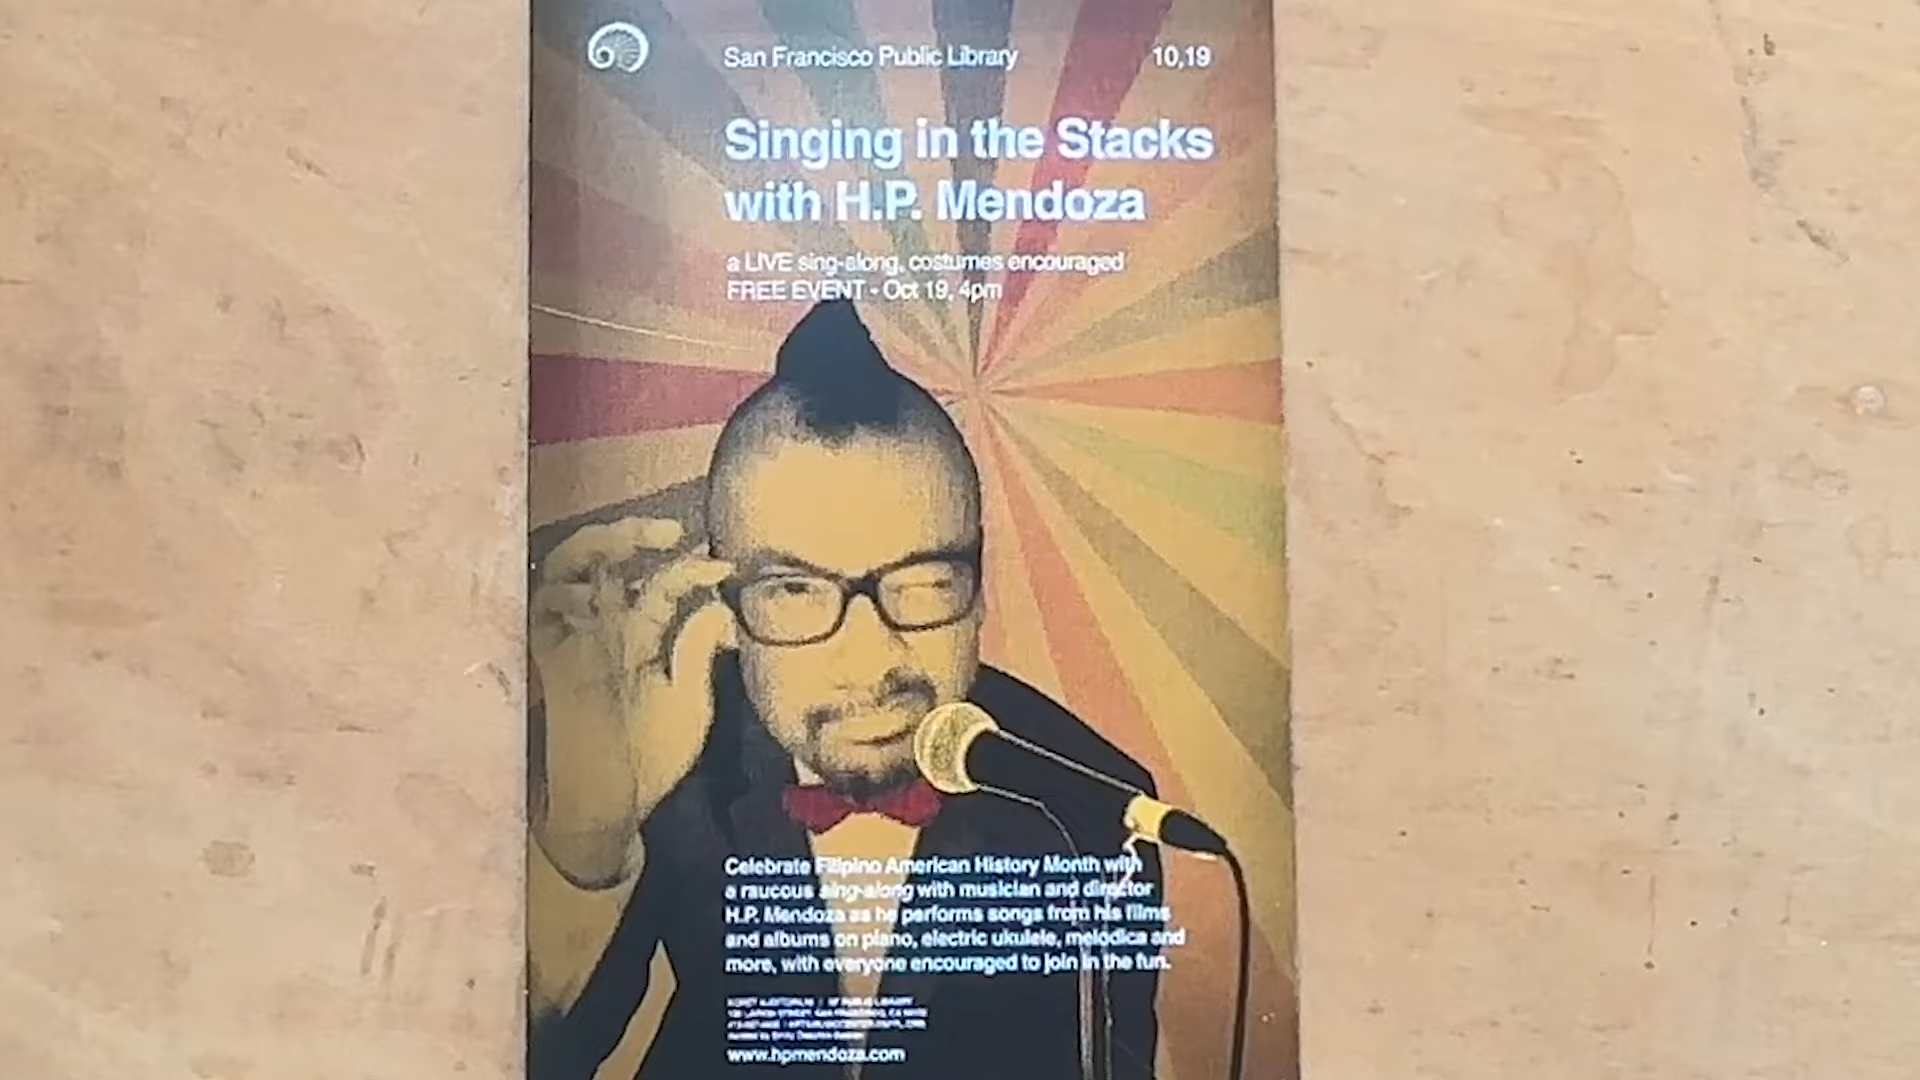 San Francisco Public Library 10,19
Singing in the Stacks
with H.P. Mendoza
a LIVE sing-along, costumes encouraged
FREE EVENT - Oct 19, 4pm
Celebrate Filipino American History Month with
a raucous sing-along with musician and director
H.P. Mendoza as he performs songs from his films
and albums on piano, electric ukulele, melodica and
more, with everyone encouraged to join in the fun.
www.hpmendoza.com